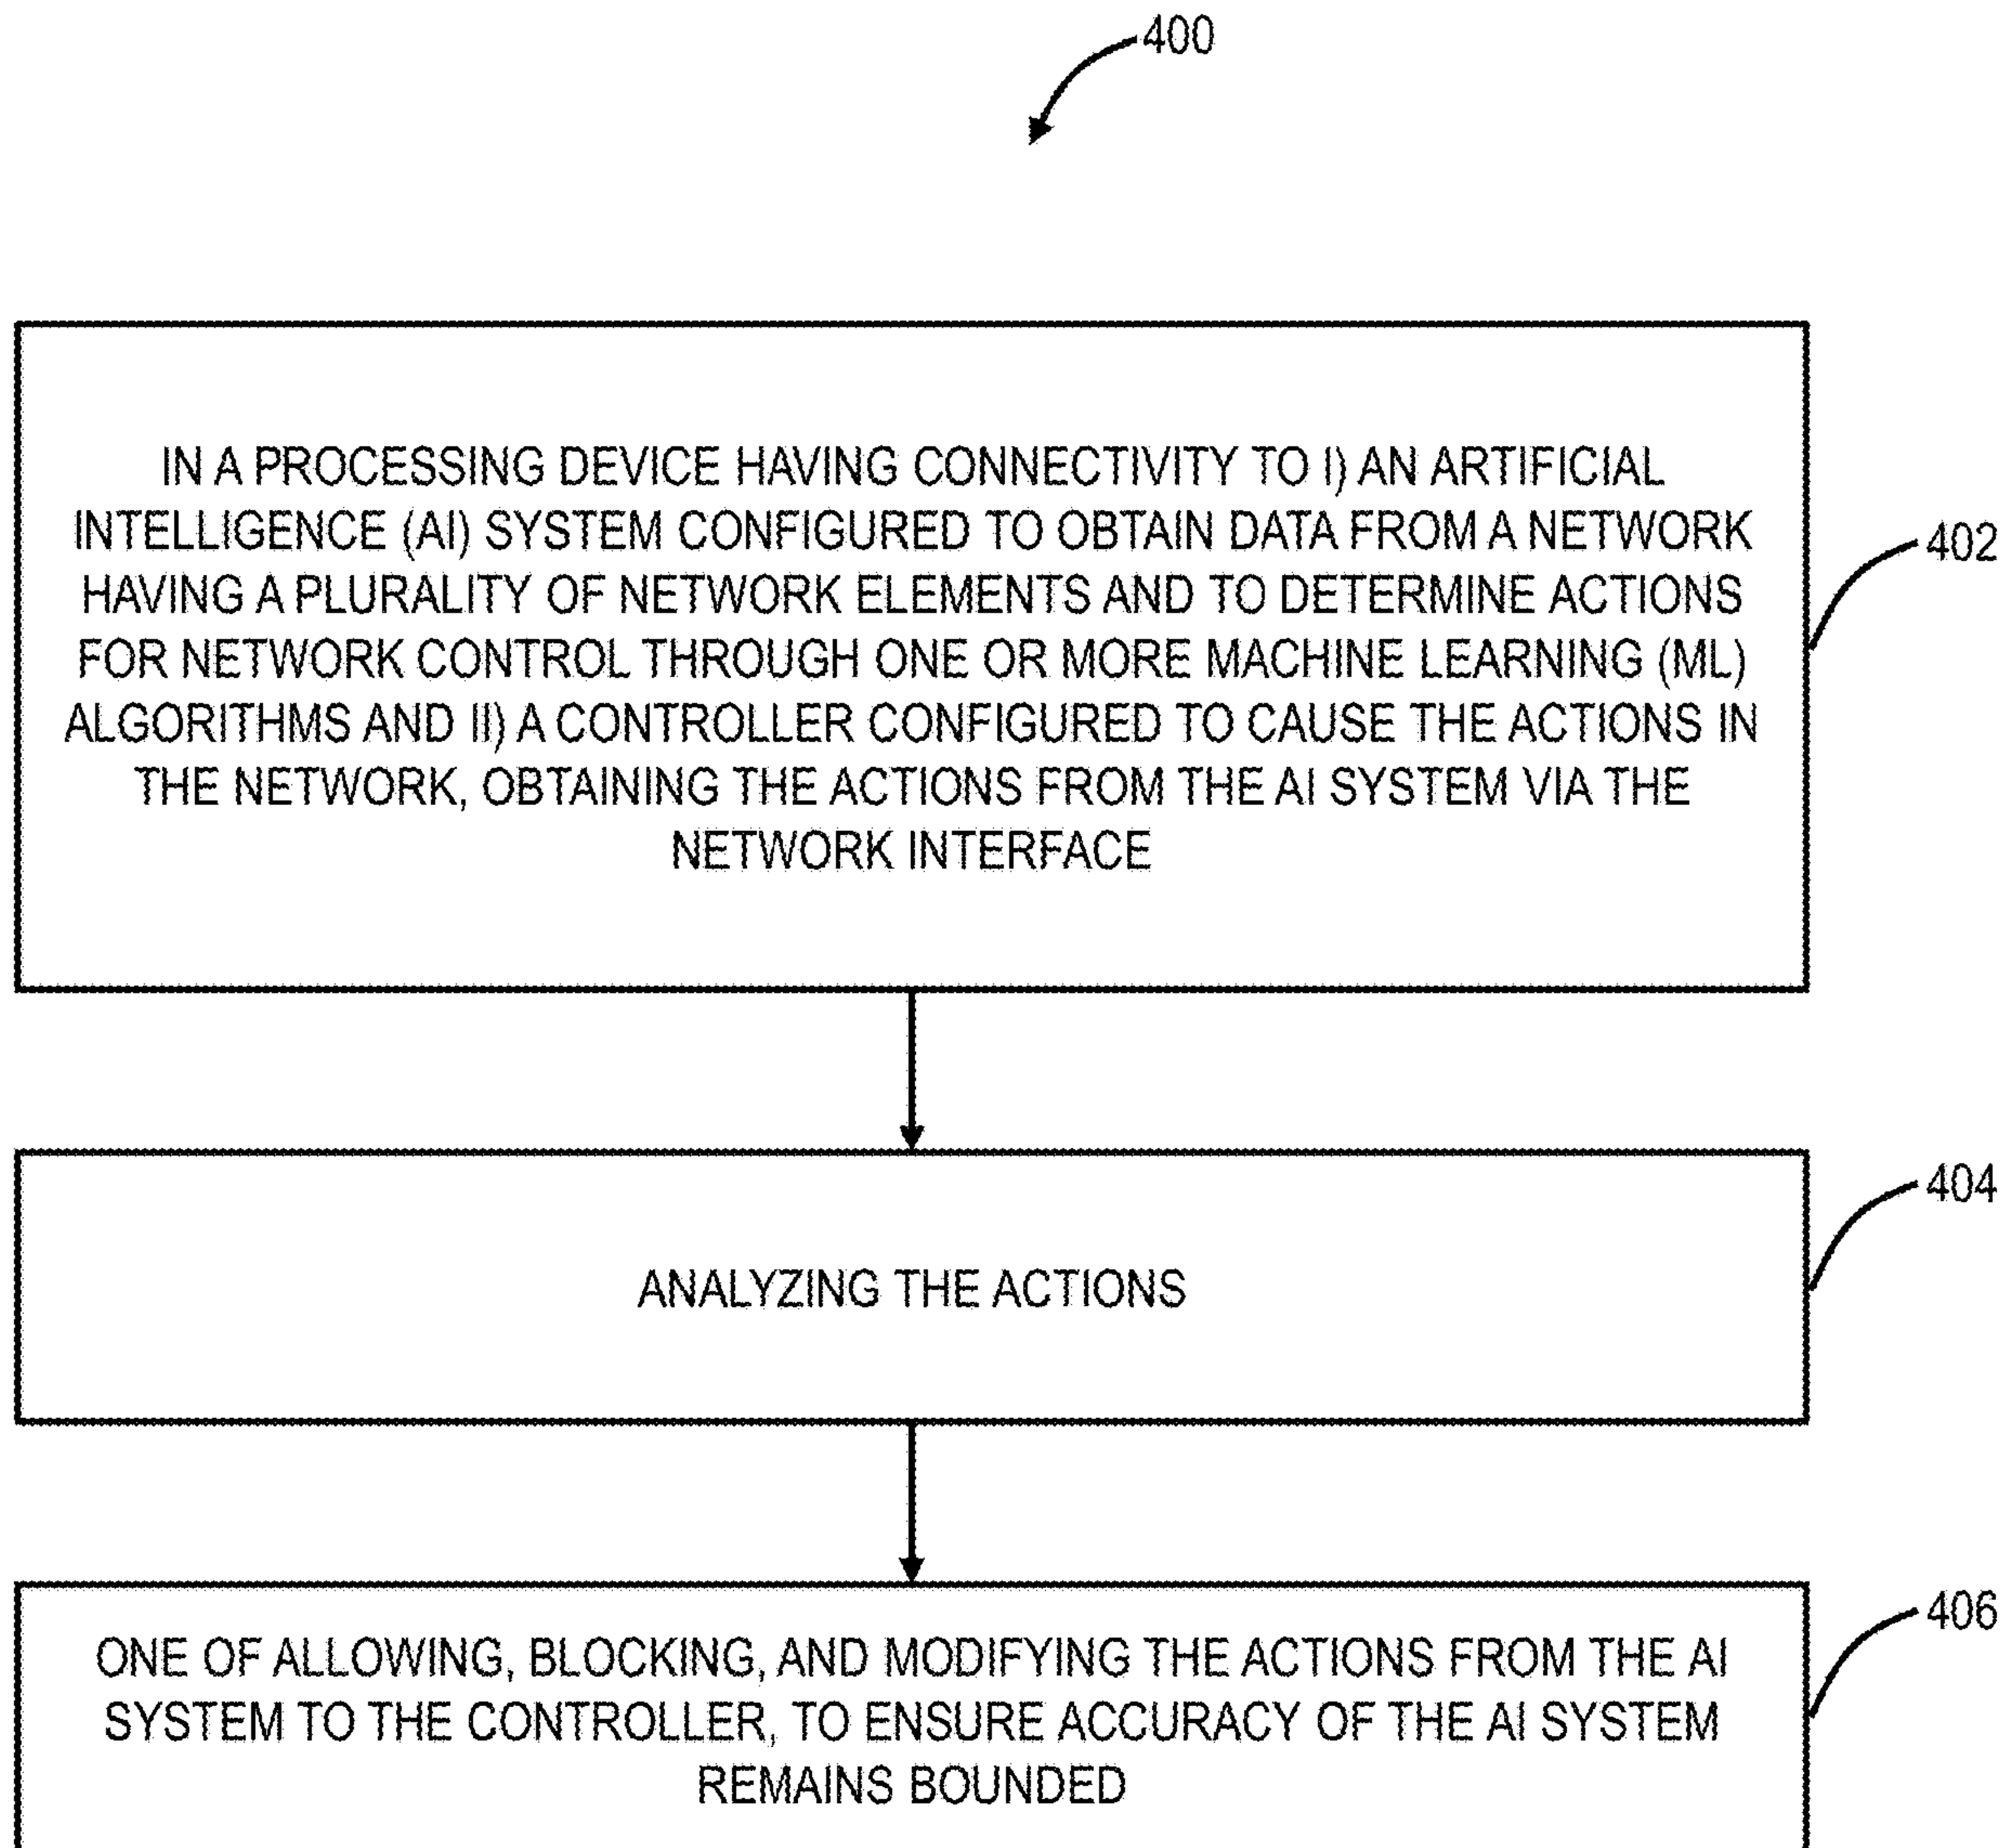 400
IN A PROCESSING DEVICE HAVING CONNECTIVITY TO I) AN ARTIFICIAL
INTELLIGENCE (AI) SYSTEM CONFIGURED TO OBTAIN DATA FROM A NETWORK
HAVING A PLURALITY OF NETWORK ELEMENTS AND TO DETERMINE ACTIONS
FOR NETWORK CONTROL THROUGH ONE OR MORE MACHINE LEARNING (ML)
ALGORITHMS AND II) A CONTROLLER CONFIGURED TO CAUSE THE ACTIONS IN
THE NETWORK, OBTAINING THE ACTIONS FROM THE AI SYSTEM VIA THE
NETWORK INTERFACE
402
ANALYZING THE ACTIONS
404
ONE OF ALLOWING, BLOCKING, AND MODIFYING THE ACTIONS FROM THE AI
SYSTEM TO THE CONTROLLER, TO ENSURE ACCURACY OF THE AI SYSTEM
REMAINS BOUNDED
406